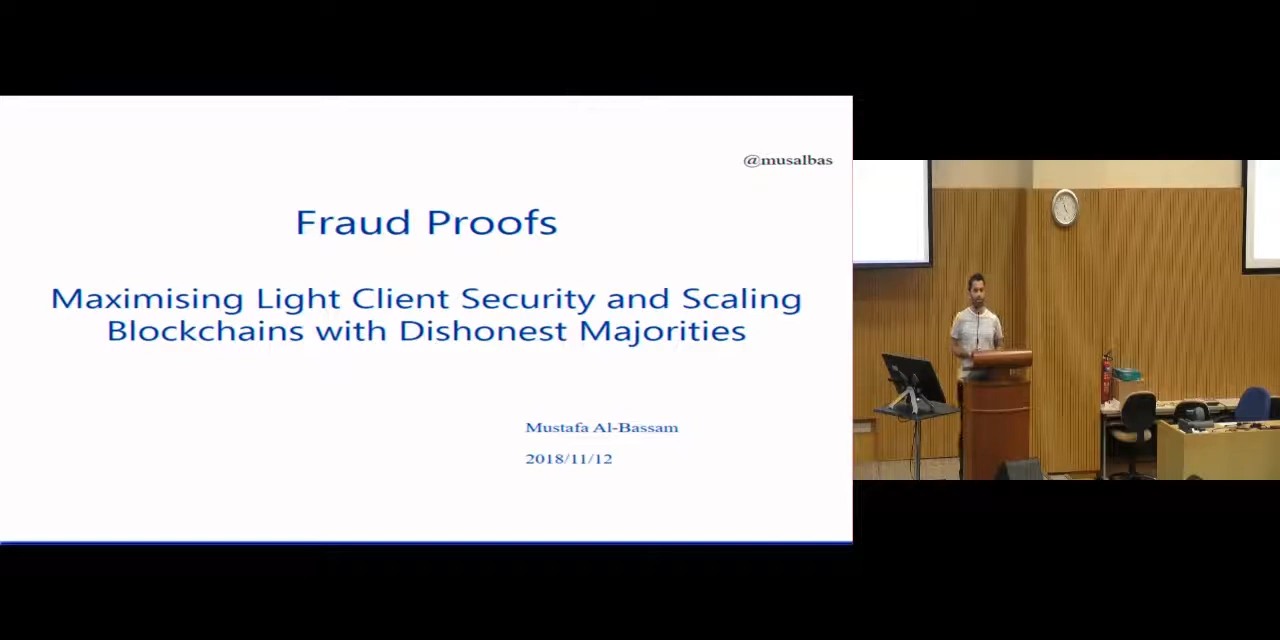 @musalbas
Fraud Proofs
Maximising Light Client Security and Scaling
Blockchains with Dishonest Majorities
Mustafa Al-Bassam
2018/11/12